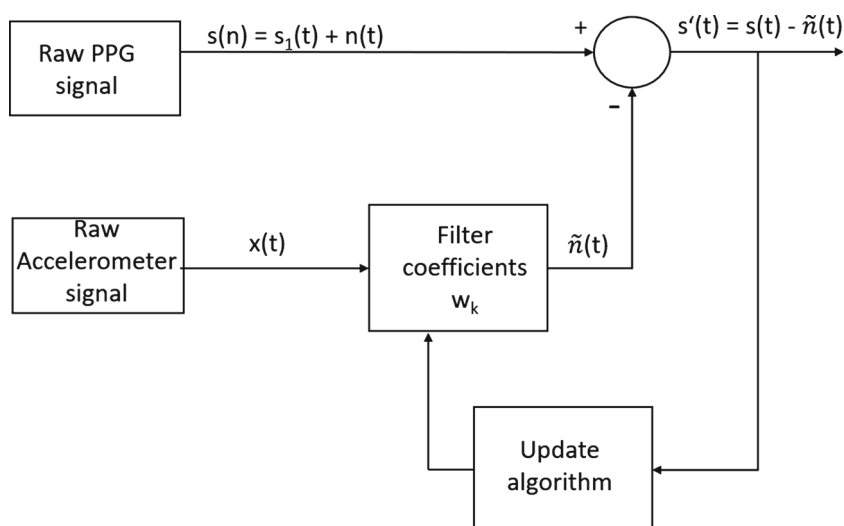 Raw PPG
signal
s(n) = s₁(t) + n(t)
+
s‘(t) = s(t) - ñ(t)
-
Raw
Accelerometer
signal
x(t)
Filter
coefficients
wₖ
ñ(t)
Update
algorithm